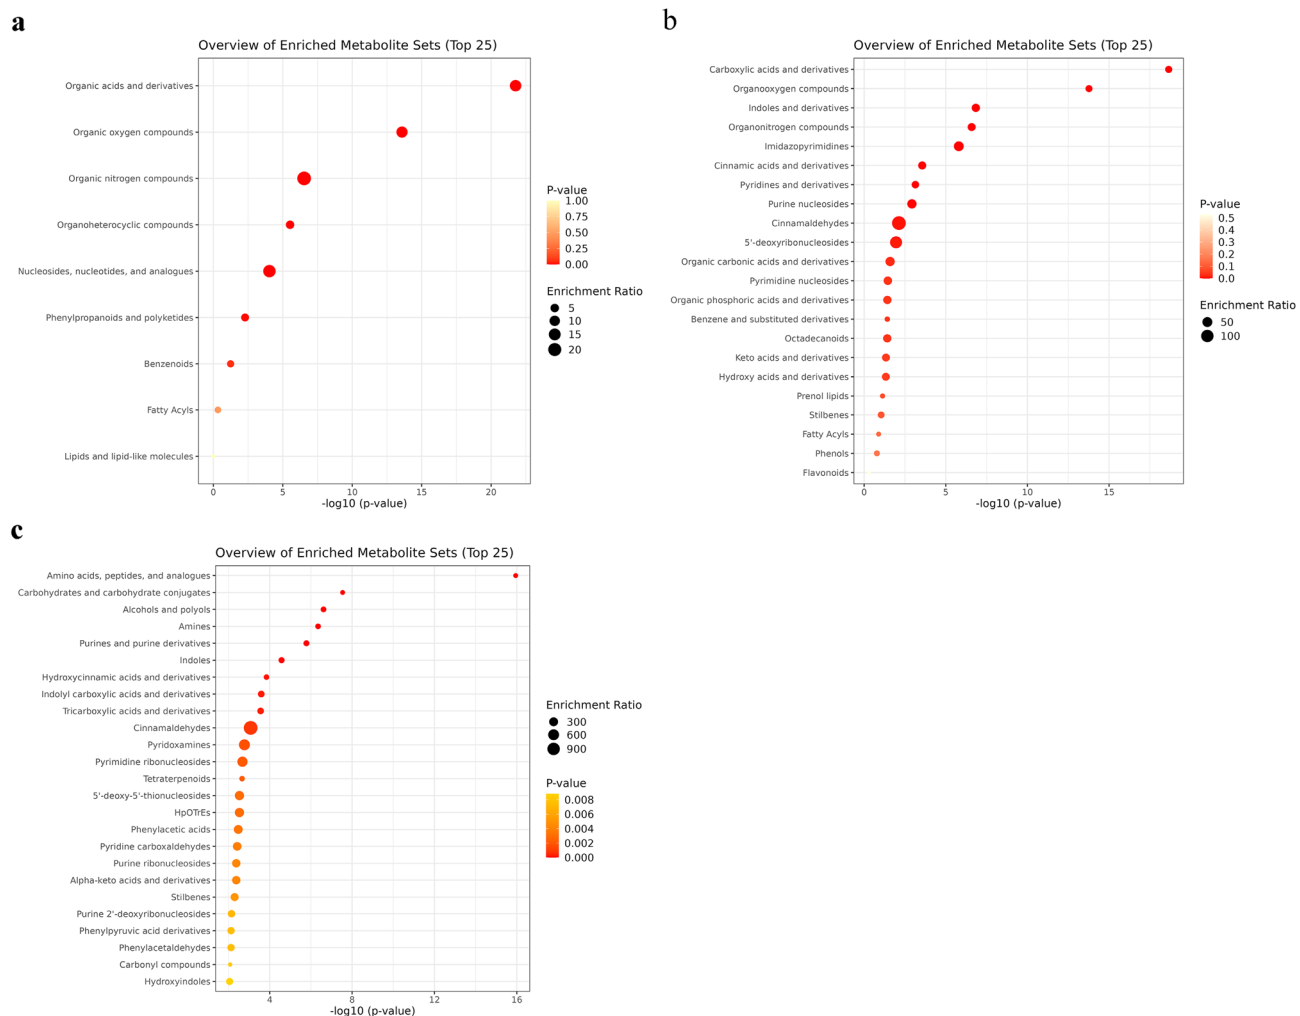 a
Overview of Enriched Metabolite Sets (Top 25)
Organic acids and derivatives
Organic oxygen compounds
Organic nitrogen compounds
Organoheterocyclic compounds
Nucleosides, nucleotides, and analogues
Phenylpropanoids and polyketides
Benzenoids
Fatty Acyls
Lipids and lipid-like molecules
0 5 10 15 20
-log10 (p-value)
P-value
1.00
0.75
0.50
0.25
0.00
Enrichment Ratio
5
10
15
20
b
Overview of Enriched Metabolite Sets (Top 25)
Carboxylic acids and derivatives
Organooxygen compounds
Indoles and derivatives
Organonitrogen compounds
Imidazopyrimidines
Cinnamic acids and derivatives
Pyridines and derivatives
Purine nucleosides
Cinnamaldehydes
5'-deoxyribonucleosides
Organic carbonic acids and derivatives
Pyrimidine nucleosides
Organic phosphoric acids and derivatives
Benzene and substituted derivatives
Octadecanoids
Keto acids and derivatives
Hydroxy acids and derivatives
Prenol lipids
Stilbenes
Fatty Acyls
Phenols
Flavonoids
0 5 10 15
-log10 (p-value)
P-value
0.5
0.4
0.3
0.2
0.1
0.0
Enrichment Ratio
50
100
c
Overview of Enriched Metabolite Sets (Top 25)
Amino acids, peptides, and analogues
Carbohydrates and carbohydrate conjugates
Alcohols and polyols
Amines
Purines and purine derivatives
Indoles
Hydroxycinnamic acids and derivatives
Indolyl carboxylic acids and derivatives
Tricarboxylic acids and derivatives
Cinnamaldehydes
Pyridoxamines
Pyrimidine ribonucleosides
Tetraterpenoids
5'-deoxy-5'-thionucleosides
HpOTrEs
Phenylacetic acids
Pyridine carboxaldehydes
Purine ribonucleosides
Alpha-keto acids and derivatives
Stilbenes
Purine 2'-deoxyribonucleosides
Phenylpyruvic acid derivatives
Phenylacetaldehydes
Carbonyl compounds
Hydroxyindoles
4 8 12 16
-log10 (p-value)
Enrichment Ratio
300
600
900
P-value
0.008
0.006
0.004
0.002
0.000